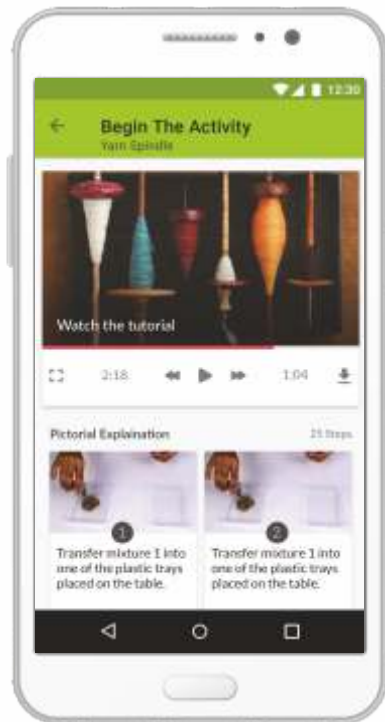 12:30
Begin The Activity
Yarn Spindle
Watch the tutorial
2:18
1:04
Pictorial Explaination
25 Steps
1
2
Transfer mixture 1 into
one of the plastic trays
placed on the table.
Transfer mixture 1 into
one of the plastic trays
placed on the table.